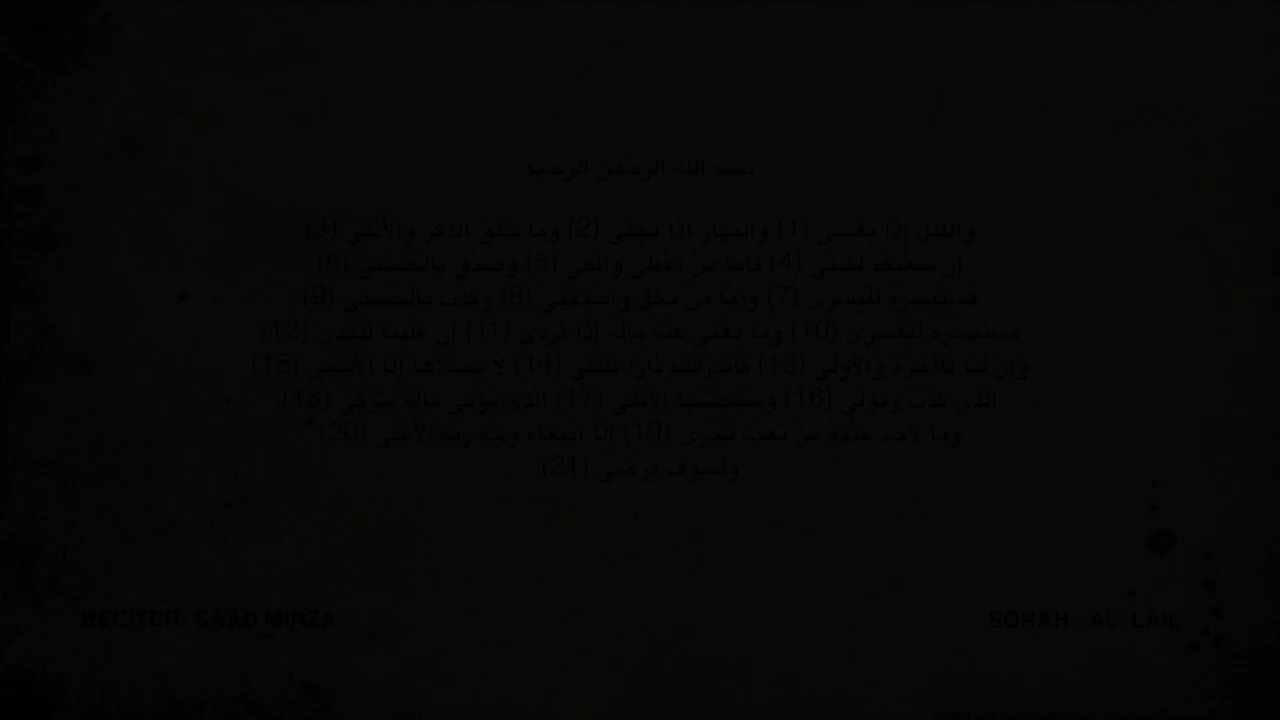 بسم الله الرحمن الرحيم
والليل إذا يغشى (1) والنهار إذا تجلى (2) وما خلق الذكر والأنثى (3)
إن سعيكم لشتى (4) فأما من أعطى واتقى (5) وصدق بالحسنى (6)
فسنيسره لليسرى (7) وأما من بخل واستغنى (8) وكذب بالحسنى (9)
فسنيسره للعسرى (10) وما يغني عنه ماله إذا تردى (11) إن علينا للهدى (12)
وإن لنا للآخرة والأولى (13) فأنذرتكم نارا تلظى (14) لا يصلاها إلا الأشقى (15)
الذي كذب وتولى (16) وسيجنبها الأتقى (17) الذي يؤتي ماله يتزكى (18)
وما لأحد عنده من نعمة تجزى (19) إلا ابتغاء وجه ربه الأعلى (20)
ولسوف يرضى (21)
RECITER: SAAD MIRZA
SORAH : AL- LAIL